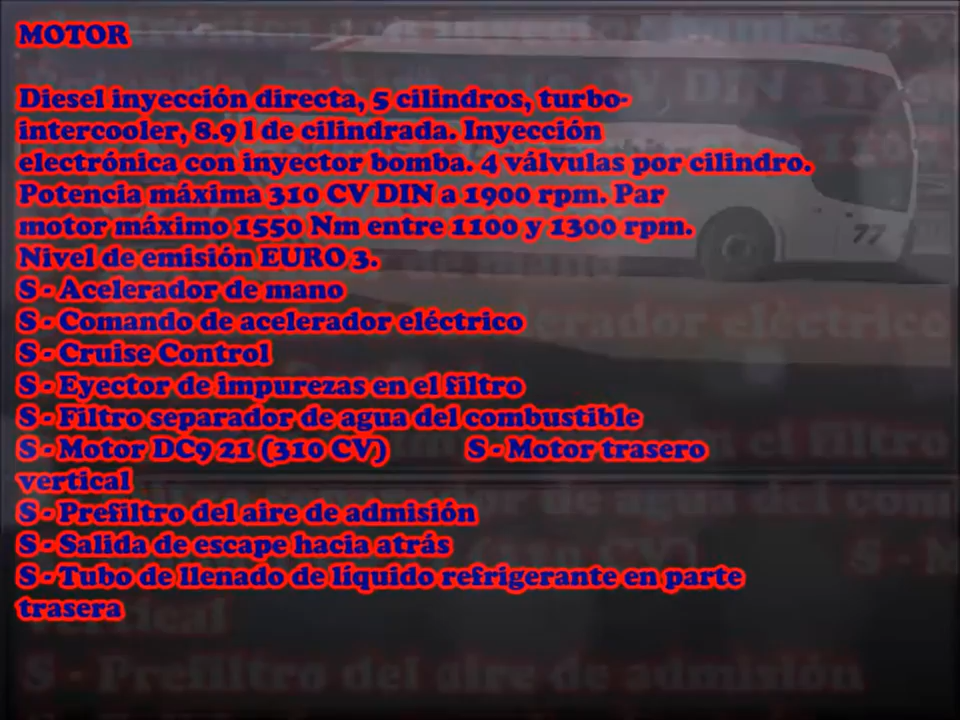 MOTOR
Diesel inyección directa, 5 cilindros, turbo-
intercooler, 8.9 l de cilindrada. Inyección
electrónica con inyector bomba. 4 válvulas por cilindro.
Potencia máxima 310 CV DIN a 1900 rpm. Par
motor máximo 1550 Nm entre 1100 y 1300 rpm.
Nivel de emisión EURO 3.
S - Acelerador de mano
S - Comando de acelerador eléctrico
S - Cruise Control
S - Eyector de impurezas en el filtro
S - Filtro separador de agua del combustible
S - Motor DC9 21 (310 CV) S - Motor trasero
vertical
S - Prefiltro del aire de admisión
S - Salida de escape hacia atrás
S - Tubo de llenado de líquido refrigerante en parte
trasera
77